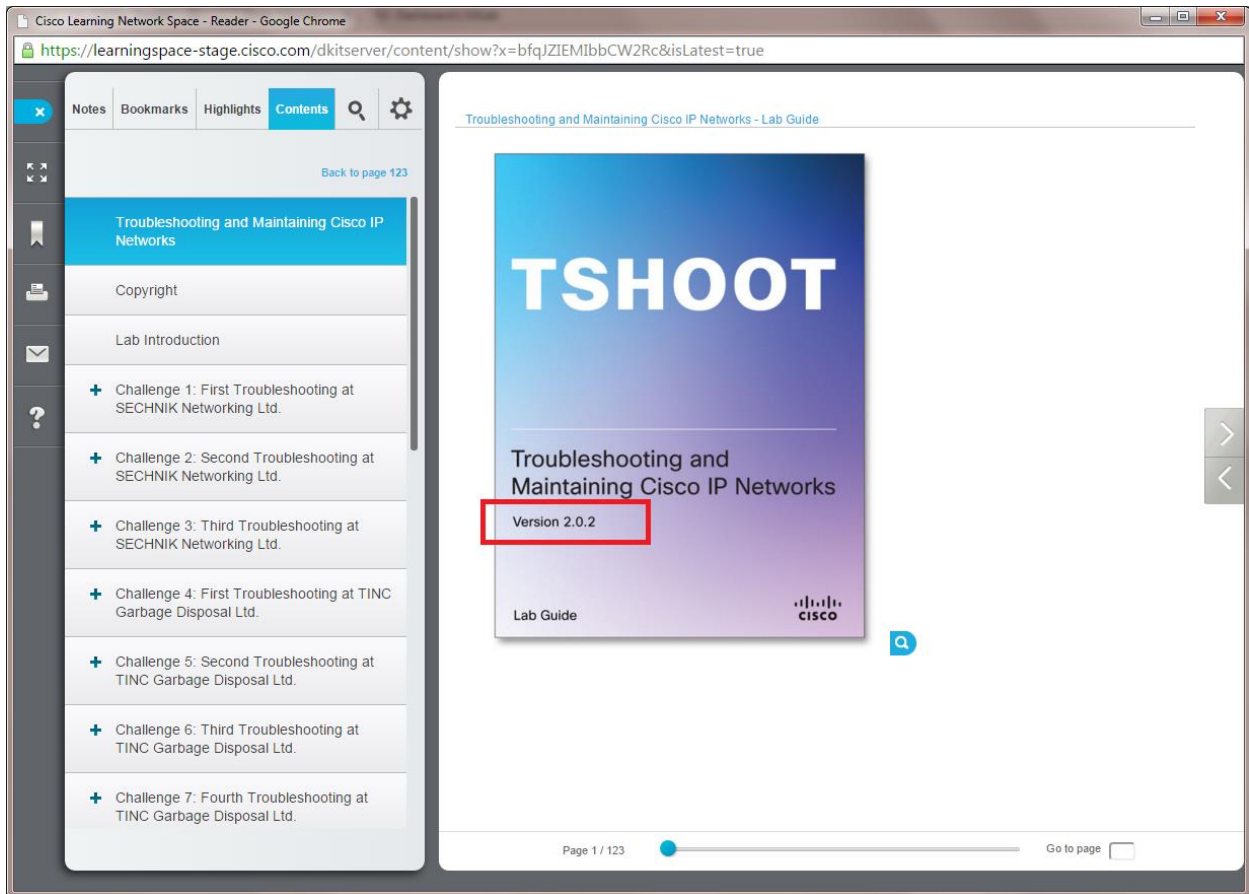 Cisco Learning Network Space - Reader - Google Chrome
https://learningspace-stage.cisco.com/dkitserver/content/show?x=bfqJZIEMIbbCW2Rc&isLatest=true
Notes Bookmarks Highlights Contents
Back to page 123
Troubleshooting and Maintaining Cisco IP
Networks
Copyright
Lab Introduction
Challenge 1: First Troubleshooting at
SECHNIK Networking Ltd.
Challenge 2: Second Troubleshooting at
SECHNIK Networking Ltd.
Challenge 3: Third Troubleshooting at
SECHNIK Networking Ltd.
Challenge 4: First Troubleshooting at TINC
Garbage Disposal Ltd.
Challenge 5: Second Troubleshooting at
TINC Garbage Disposal Ltd.
Challenge 6: Third Troubleshooting at
TINC Garbage Disposal Ltd.
Challenge 7: Fourth Troubleshooting at
TINC Garbage Disposal Ltd.
Troubleshooting and Maintaining Cisco IP Networks - Lab Guide
TSHOOT
Troubleshooting and
Maintaining Cisco IP Networks
Version 2.0.2
Lab Guide
CISCO
Page 1 / 123
Go to page